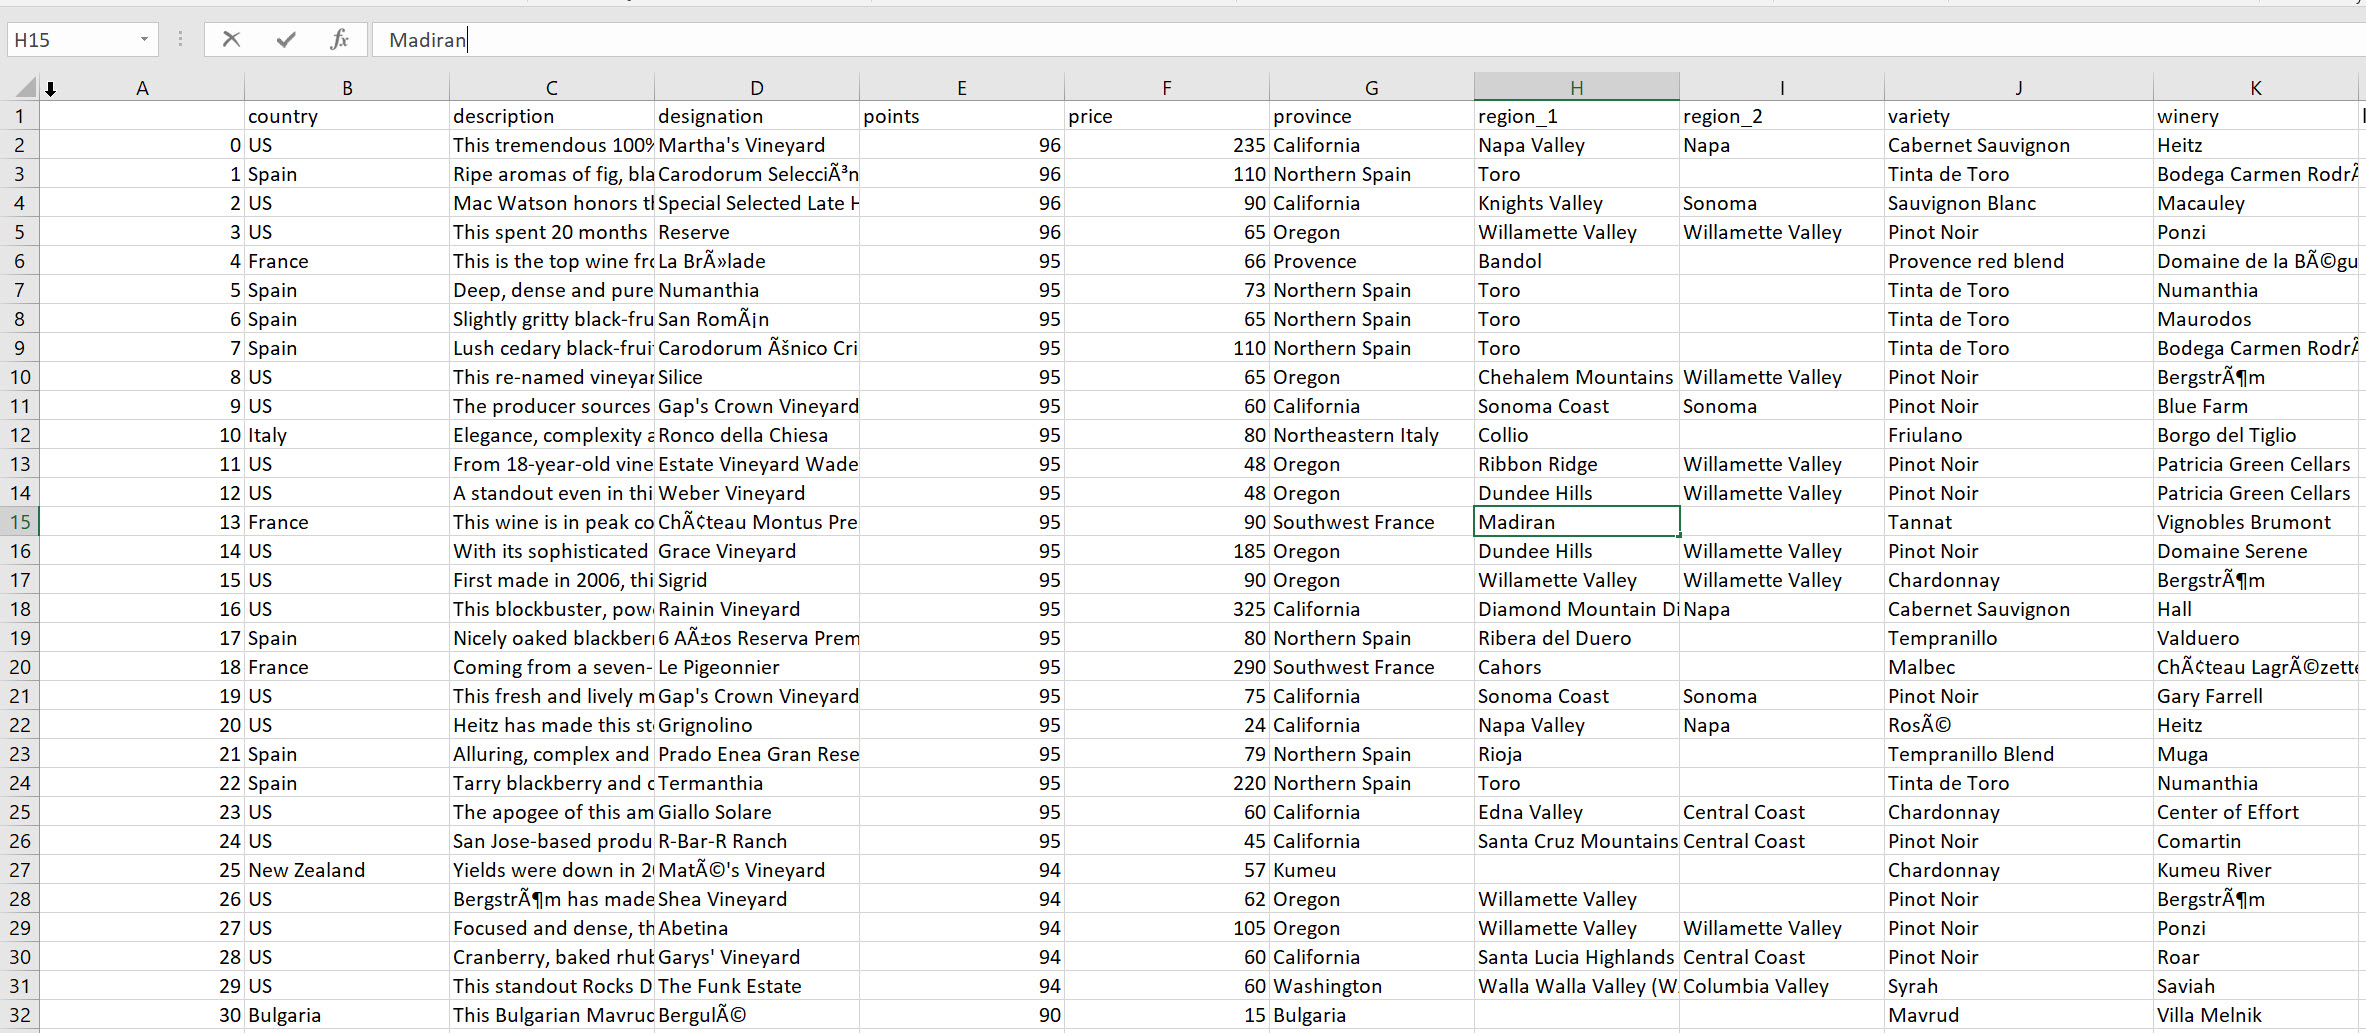 H15 fx Madiran
A B C D E F G H I J K
1 country description designation points price province region_1 region_2 variety winery
2 0 US This tremendous 100% Martha's Vineyard 96 235 California Napa Valley Napa Cabernet Sauvignon Heitz
3 1 Spain Ripe aromas of fig, bla Carodorum SelecciÃ³n 96 110 Northern Spain Toro Tinta de Toro Bodega Carmen RodrÃ
4 2 US Mac Watson honors th Special Selected Late H 96 90 California Knights Valley Sonoma Sauvignon Blanc Macauley
5 3 US This spent 20 months Reserve 96 65 Oregon Willamette Valley Willamette Valley Pinot Noir Ponzi
6 4 France This is the top wine fro La BrÃ»lade 95 66 Provence Bandol Provence red blend Domaine de la BÃ©gu
7 5 Spain Deep, dense and pure Numanthia 95 73 Northern Spain Toro Tinta de Toro Numanthia
8 6 Spain Slightly gritty black-fru San RomÃ¡n 95 65 Northern Spain Toro Tinta de Toro Maurodos
9 7 Spain Lush cedary black-fruit Carodorum Ãšnico Cri 95 110 Northern Spain Toro Tinta de Toro Bodega Carmen RodrÃ
10 8 US This re-named vineyar Silice 95 65 Oregon Chehalem Mountains Willamette Valley Pinot Noir BergstrÃ¶m
11 9 US The producer sources Gap's Crown Vineyard 95 60 California Sonoma Coast Sonoma Pinot Noir Blue Farm
12 10 Italy Elegance, complexity a Ronco della Chiesa 95 80 Northeastern Italy Collio Friulano Borgo del Tiglio
13 11 US From 18-year-old vine Estate Vineyard Wade 95 48 Oregon Ribbon Ridge Willamette Valley Pinot Noir Patricia Green Cellars
14 12 US A standout even in thi Weber Vineyard 95 48 Oregon Dundee Hills Willamette Valley Pinot Noir Patricia Green Cellars
15 13 France This wine is in peak co ChÃ¢teau Montus Pre 95 90 Southwest France Madiran Tannat Vignobles Brumont
16 14 US With its sophisticated Grace Vineyard 95 185 Oregon Dundee Hills Willamette Valley Pinot Noir Domaine Serene
17 15 US First made in 2006, thi Sigrid 95 90 Oregon Willamette Valley Willamette Valley Chardonnay BergstrÃ¶m
18 16 US This blockbuster, powe Rainin Vineyard 95 325 California Diamond Mountain Di Napa Cabernet Sauvignon Hall
19 17 Spain Nicely oaked blackberr 6 AÃ±os Reserva Prem 95 80 Northern Spain Ribera del Duero Tempranillo Valduero
20 18 France Coming from a seven- Le Pigeonnier 95 290 Southwest France Cahors Malbec ChÃ¢teau LagrÃ©zette
21 19 US This fresh and lively m Gap's Crown Vineyard 95 75 California Sonoma Coast Sonoma Pinot Noir Gary Farrell
22 20 US Heitz has made this st Grignolino 95 24 California Napa Valley Napa RosÃ© Heitz
23 21 Spain Alluring, complex and Prado Enea Gran Rese 95 79 Northern Spain Rioja Tempranillo Blend Muga
24 22 Spain Tarry blackberry and c Termanthia 95 220 Northern Spain Toro Tinta de Toro Numanthia
25 23 US The apogee of this am Giallo Solare 95 60 California Edna Valley Central Coast Chardonnay Center of Effort
26 24 US San Jose-based produ R-Bar-R Ranch 95 45 California Santa Cruz Mountains Central Coast Pinot Noir Comartin
27 25 New Zealand Yields were down in 2 MatÃ©'s Vineyard 94 57 Kumeu Chardonnay Kumeu River
28 26 US BergstrÃ¶m has made Shea Vineyard 94 62 Oregon Willamette Valley Pinot Noir BergstrÃ¶m
29 27 US Focused and dense, th Abetina 94 105 Oregon Willamette Valley Willamette Valley Pinot Noir Ponzi
30 28 US Cranberry, baked rhub Garys' Vineyard 94 60 California Santa Lucia Highlands Central Coast Pinot Noir Roar
31 29 US This standout Rocks D The Funk Estate 94 60 Washington Walla Walla Valley (W Columbia Valley Syrah Saviah
32 30 Bulgaria This Bulgarian Mavrud BergulÃ© 90 15 Bulgaria Mavrud Villa Melnik